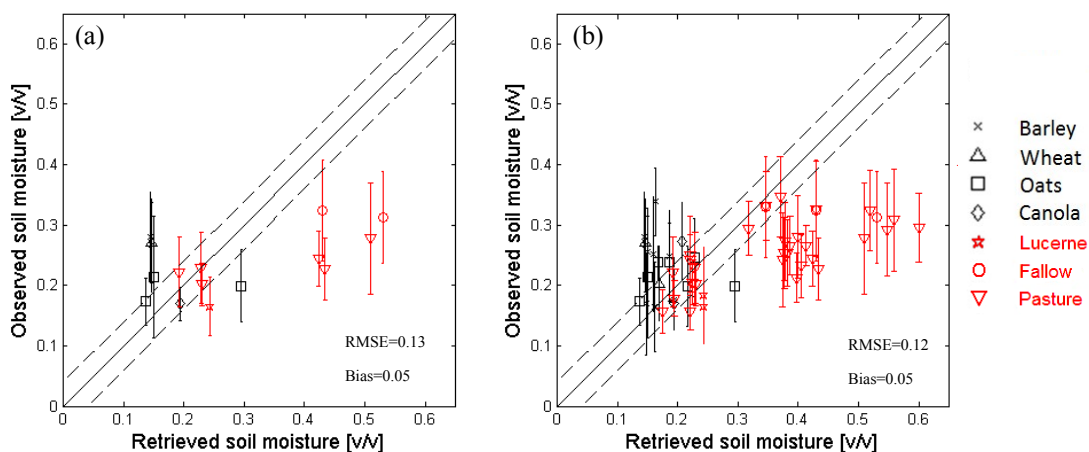 (a)
Observed soil moisture [v/v]
0.6
0.5
0.4
0.3
0.2
0.1
0
RMSE=0.13
Bias=0.05
0 0.1 0.2 0.3 0.4 0.5 0.6
Retrieved soil moisture [v/v]
(b)
Observed soil moisture [v/v]
0.6
0.5
0.4
0.3
0.2
0.1
0
RMSE=0.12
Bias=0.05
0 0.1 0.2 0.3 0.4 0.5 0.6
Retrieved soil moisture [v/v]
Barley
Wheat
Oats
Canola
Lucerne
Fallow
Pasture